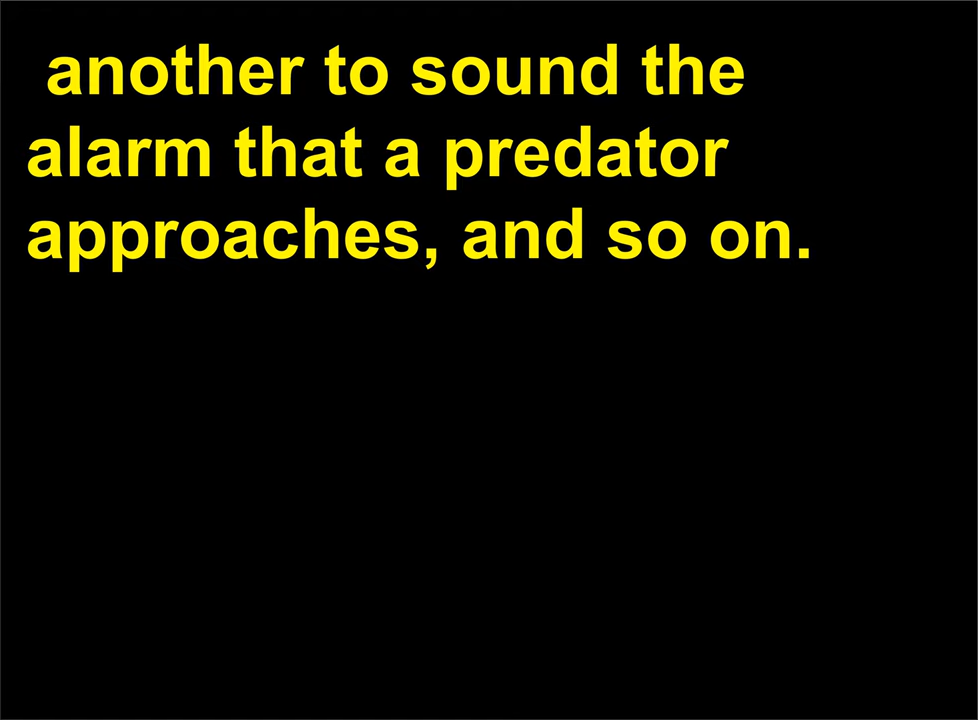 another to sound the
alarm that a predator
approaches, and so on.